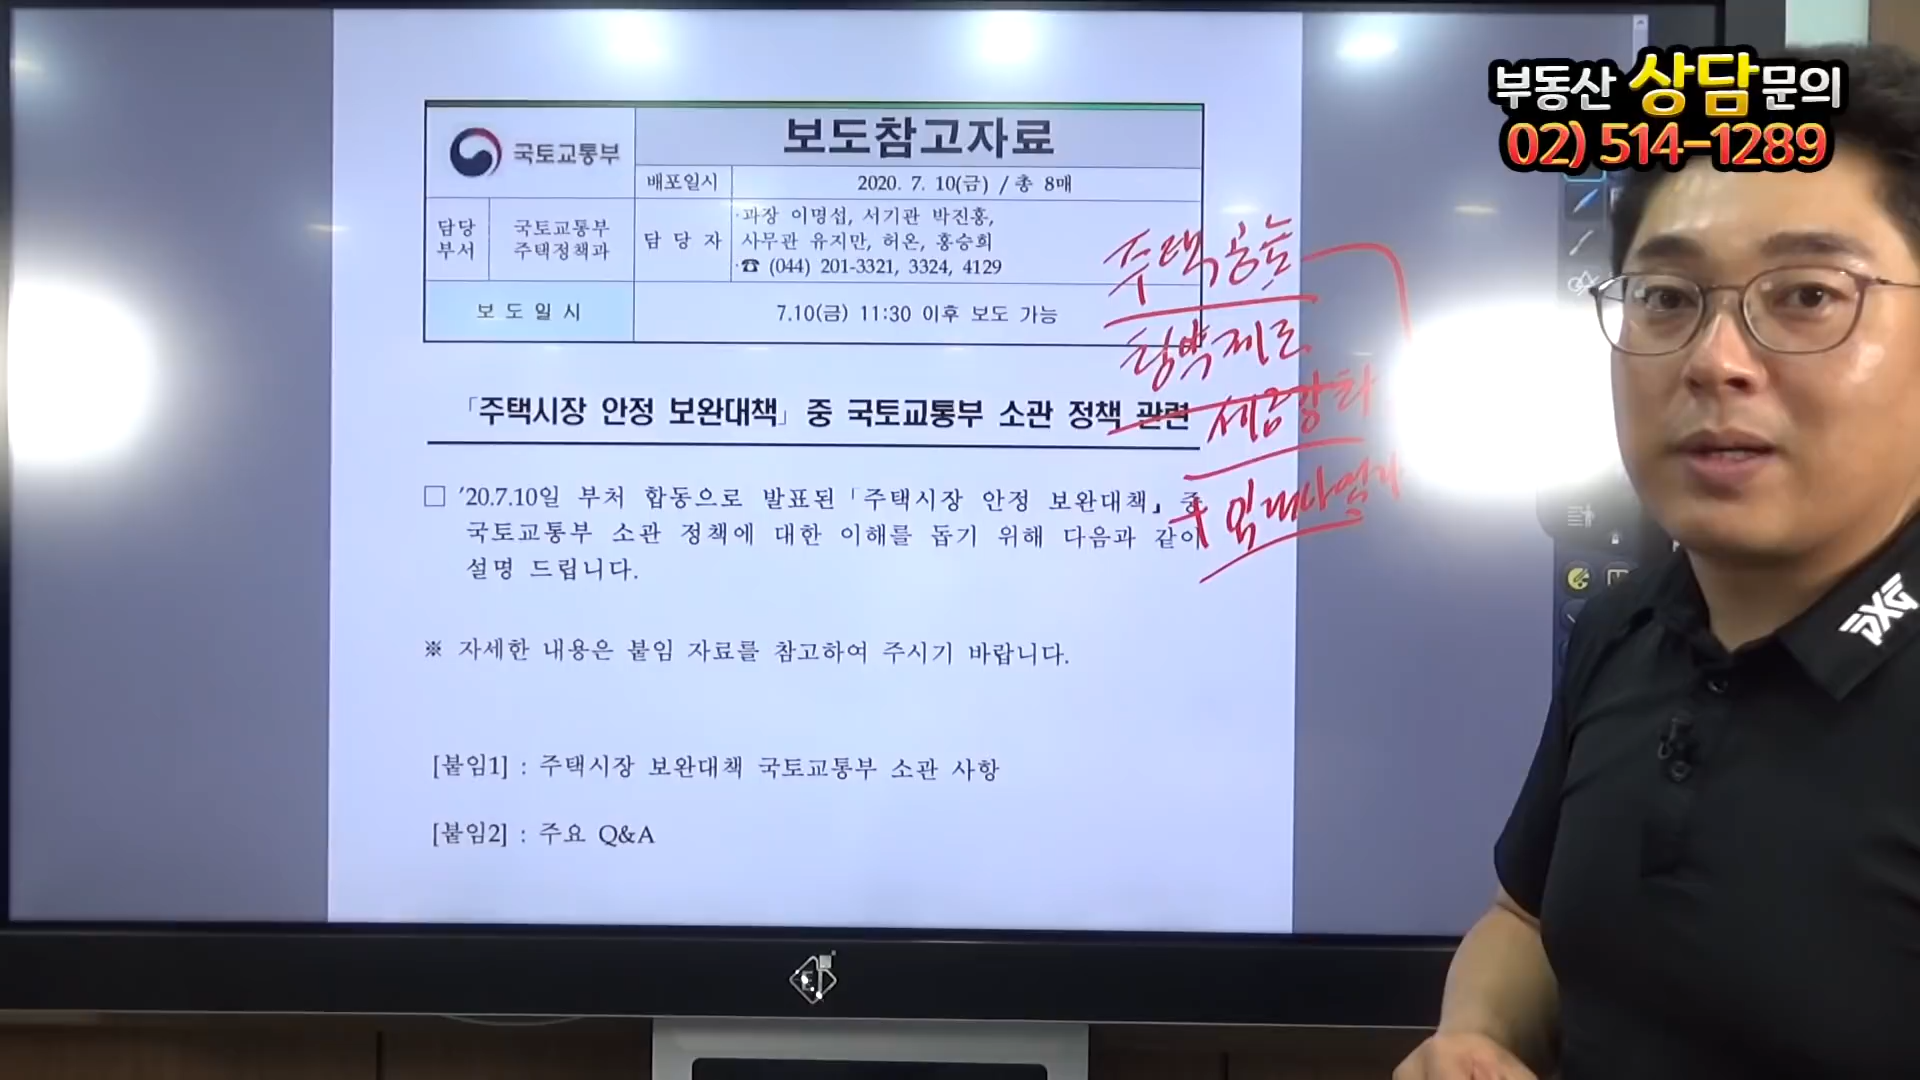 부동산 상담문의
02) 514-1289
국토교통부
보도참고자료
배포일시
2020. 7. 10(금) / 총 8매
담당
부서
국토교통부
주택정책과
담 당 자
·과장 이명섭, 서기관 박진홍,
사무관 유지만, 허온, 홍승희
·☎ (044) 201-3321, 3324, 4129
보 도 일 시
7.10(금) 11:30 이후 보도 가능
주택공급
청약제도
세금강화
임대사업자
「주택시장 안정 보완대책」 중 국토교통부 소관 정책 관련
□ ′20.7.10일 부처 합동으로 발표된「주택시장 안정 보완대책」중
국토교통부 소관 정책에 대한 이해를 돕기 위해 다음과 같이
설명 드립니다.
※ 자세한 내용은 붙임 자료를 참고하여 주시기 바랍니다.
[붙임1] : 주택시장 보완대책 국토교통부 소관 사항
[붙임2] : 주요 Q&A
PXG